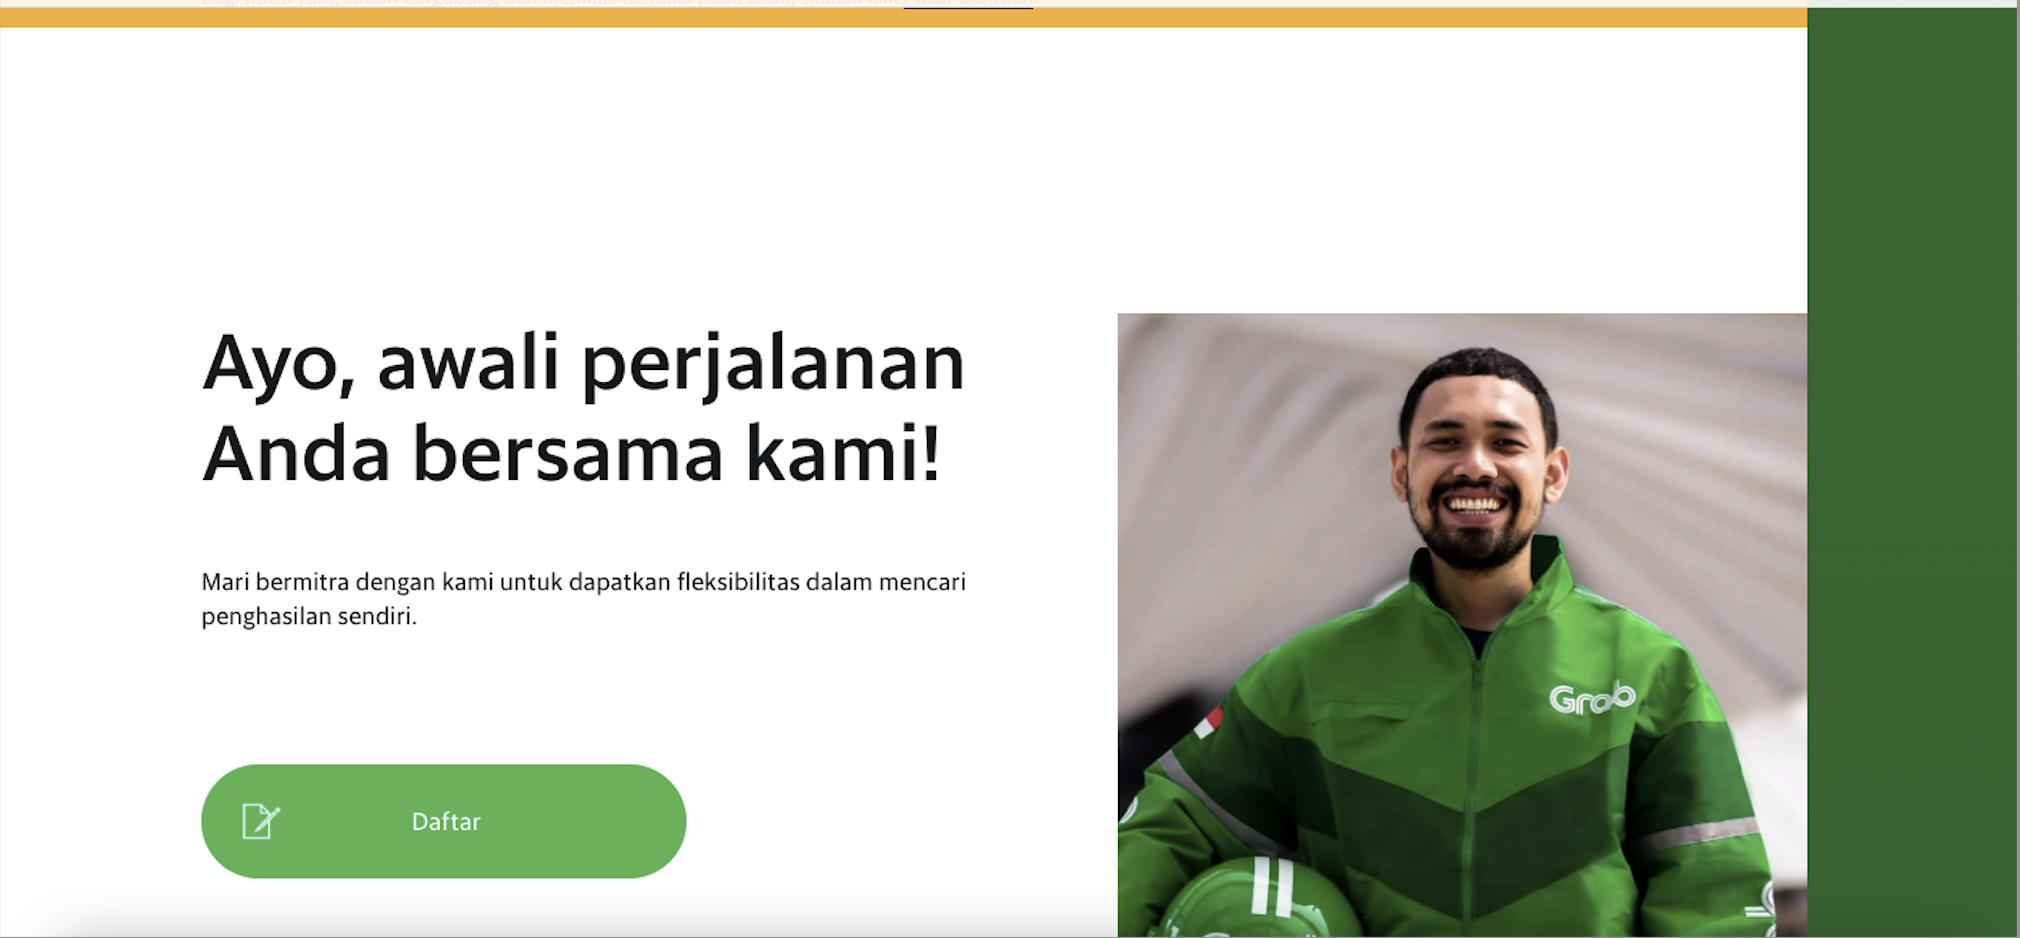 Ayo, awali perjalanan
Anda bersama kami!
Mari bermitra dengan kami untuk dapatkan fleksibilitas dalam mencari
penghasilan sendiri.
Daftar
Grab